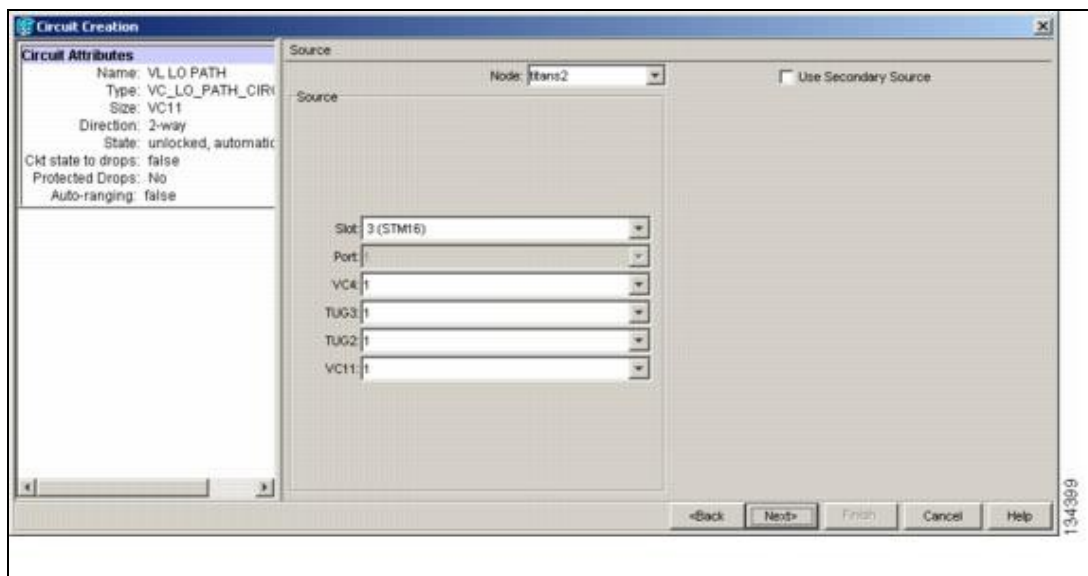 Circuit Creation
Circuit Attributes
Name: VL LO PATH
Type: VC_LO_PATH_CIR
Size: VC11
Direction: 2-way
State: unlocked, automatic
Ckt state to drops: false
Protected Drops: No
Auto-ranging: false
Source
Node: titans2
Use Secondary Source
Source
Slot: 3 (STM16)
Port: 1
VC4: 1
TUG3: 1
TUG2: 1
VC11: 1
<Back
Next>
Finish
Cancel
Help
134399